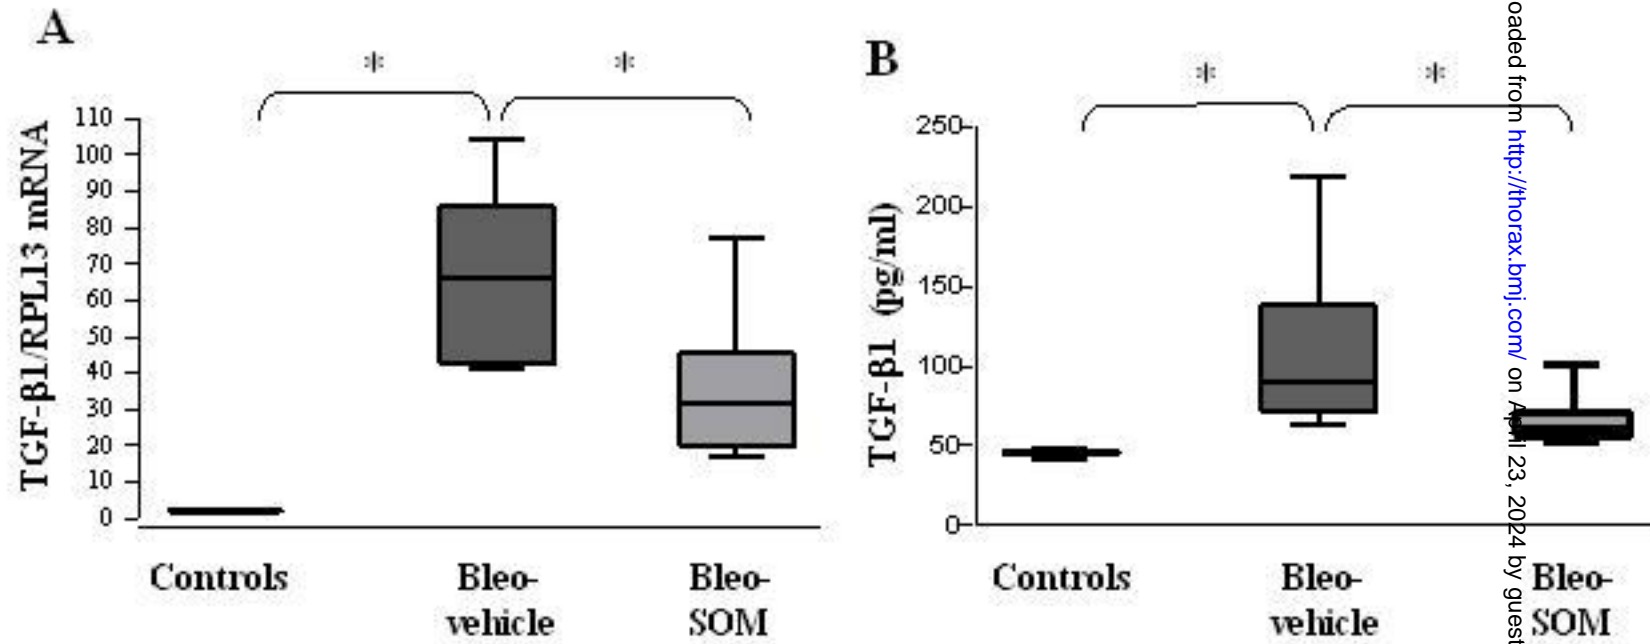 A
* *
TGF-β1/RPL13 mRNA
110
100
90
80
70
60
50
40
30
20
10
0
Controls
Bleo-
vehicle
Bleo-
SOM
B
* *
TGF-β1 (pg/ml)
250
200
150
100
50
0
Controls
Bleo-
vehicle
Bleo-
SOM
oaded from http://thorax.bmj.com/ on April 23, 2024 by guest